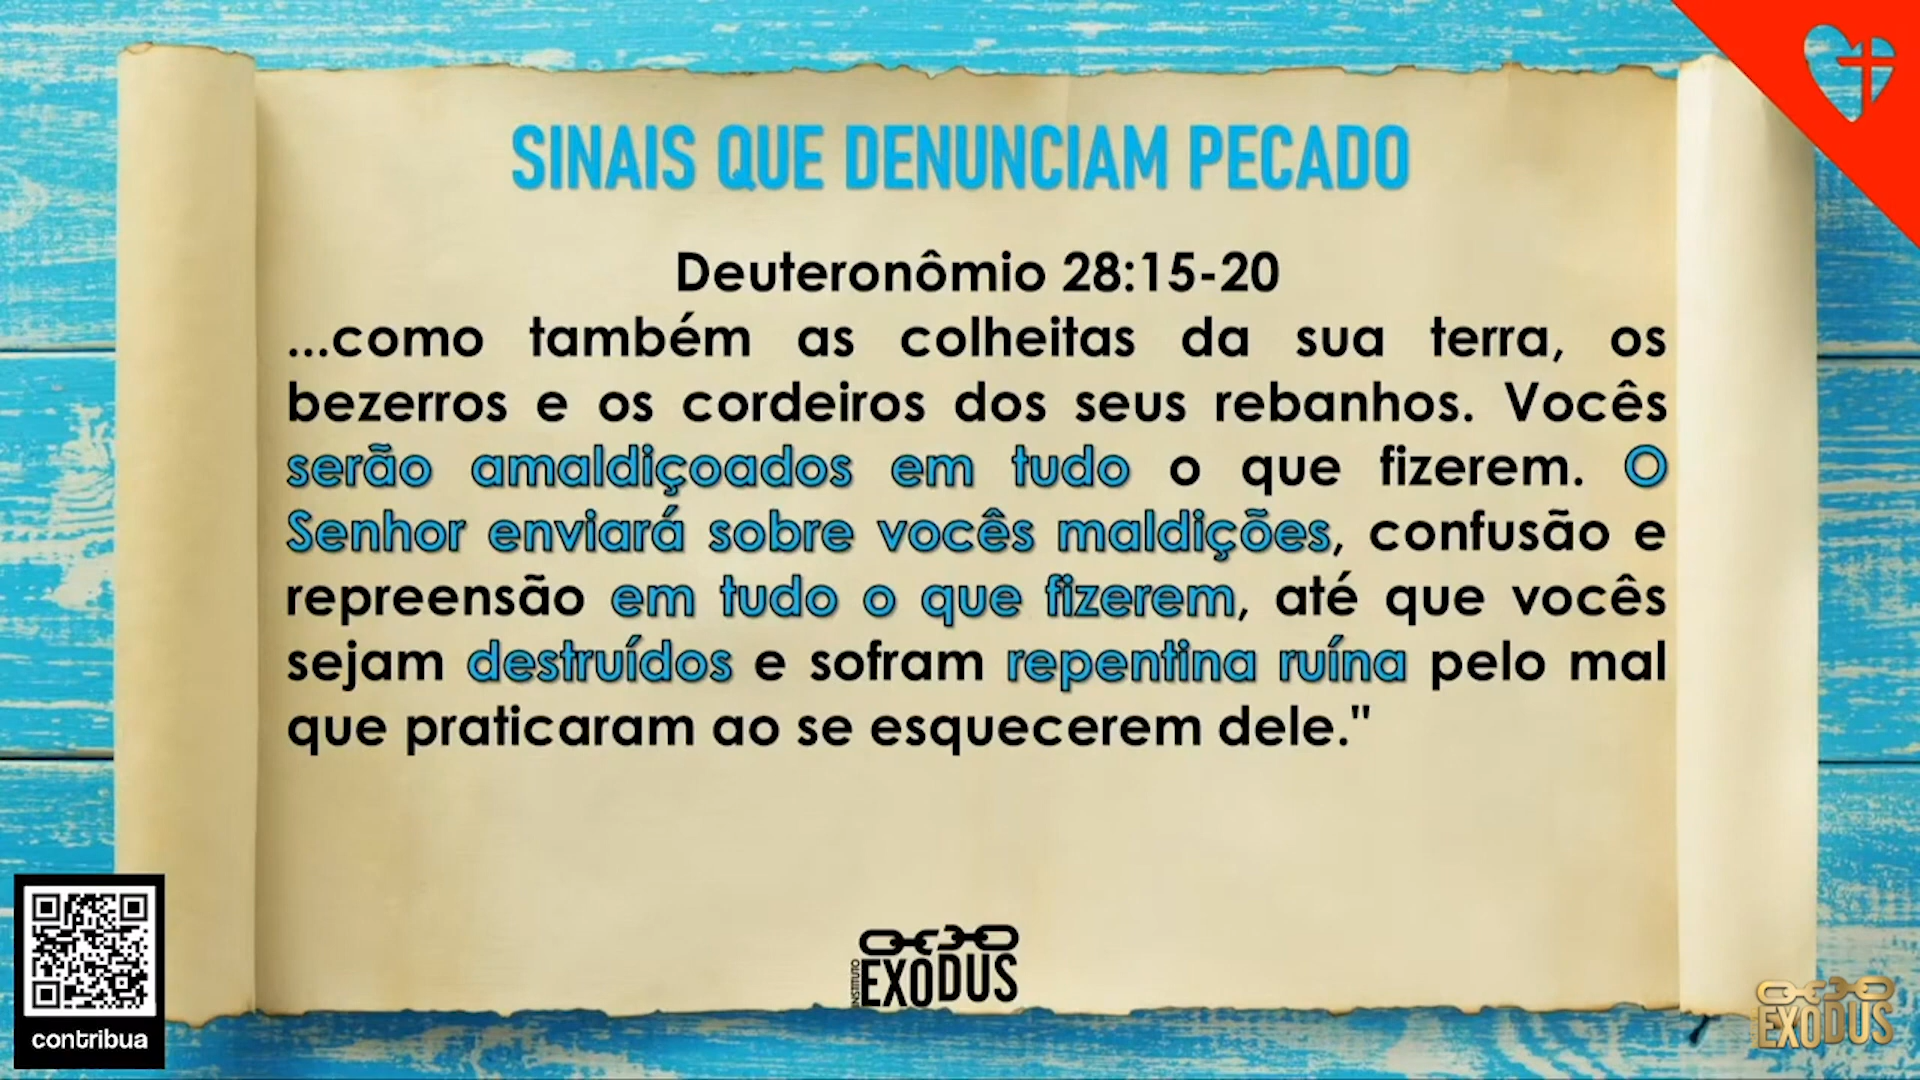 SINAIS QUE DENUNCIAM PECADO
Deuteronômio 28:15-20
...como também as colheitas da sua terra, os
bezerros e os cordeiros dos seus rebanhos. Vocês
serão amaldiçoados em tudo o que fizerem. O
Senhor enviará sobre vocês maldições, confusão e
repreensão em tudo o que fizerem, até que vocês
sejam destruídos e sofram repentina ruína pelo mal
que praticaram ao se esquecerem dele."
INSTITUTO
EXODUS
contribua
EXODUS